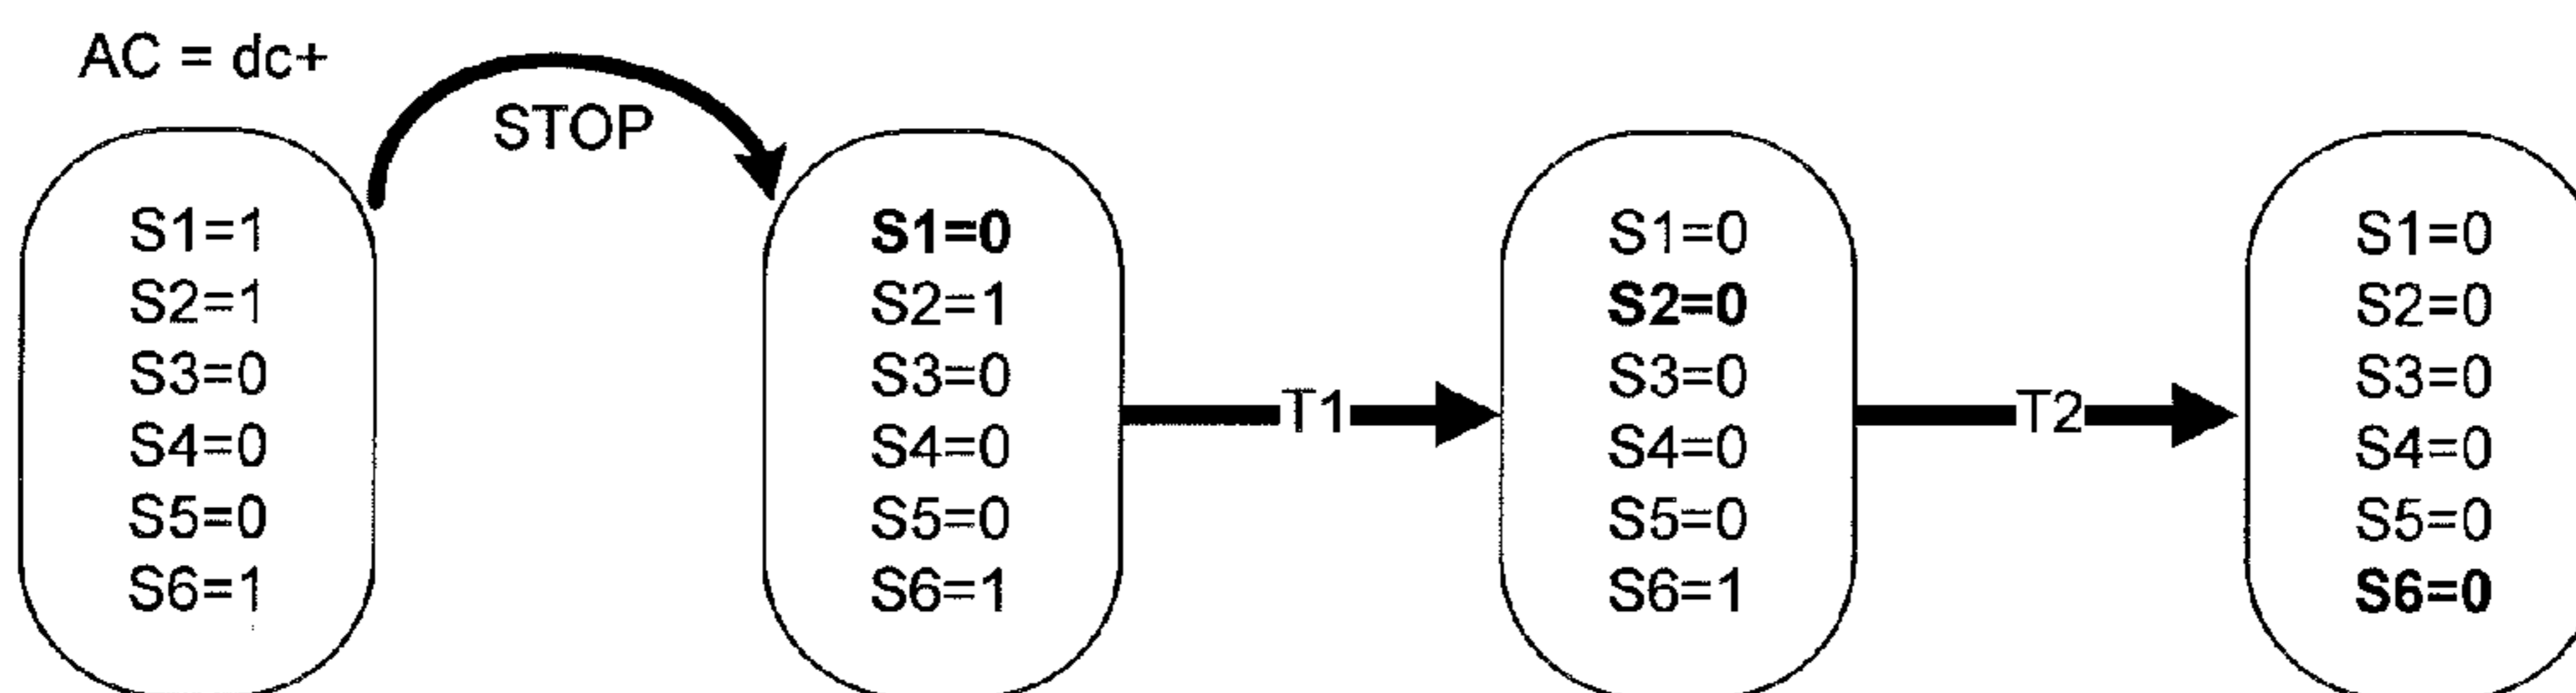 AC = dc+
STOP
S1=1
S2=1
S3=0
S4=0
S5=0
S6=1
S1=0
S2=1
S3=0
S4=0
S5=0
S6=1
T1
S1=0
S2=0
S3=0
S4=0
S5=0
S6=1
T2
S1=0
S2=0
S3=0
S4=0
S5=0
S6=0